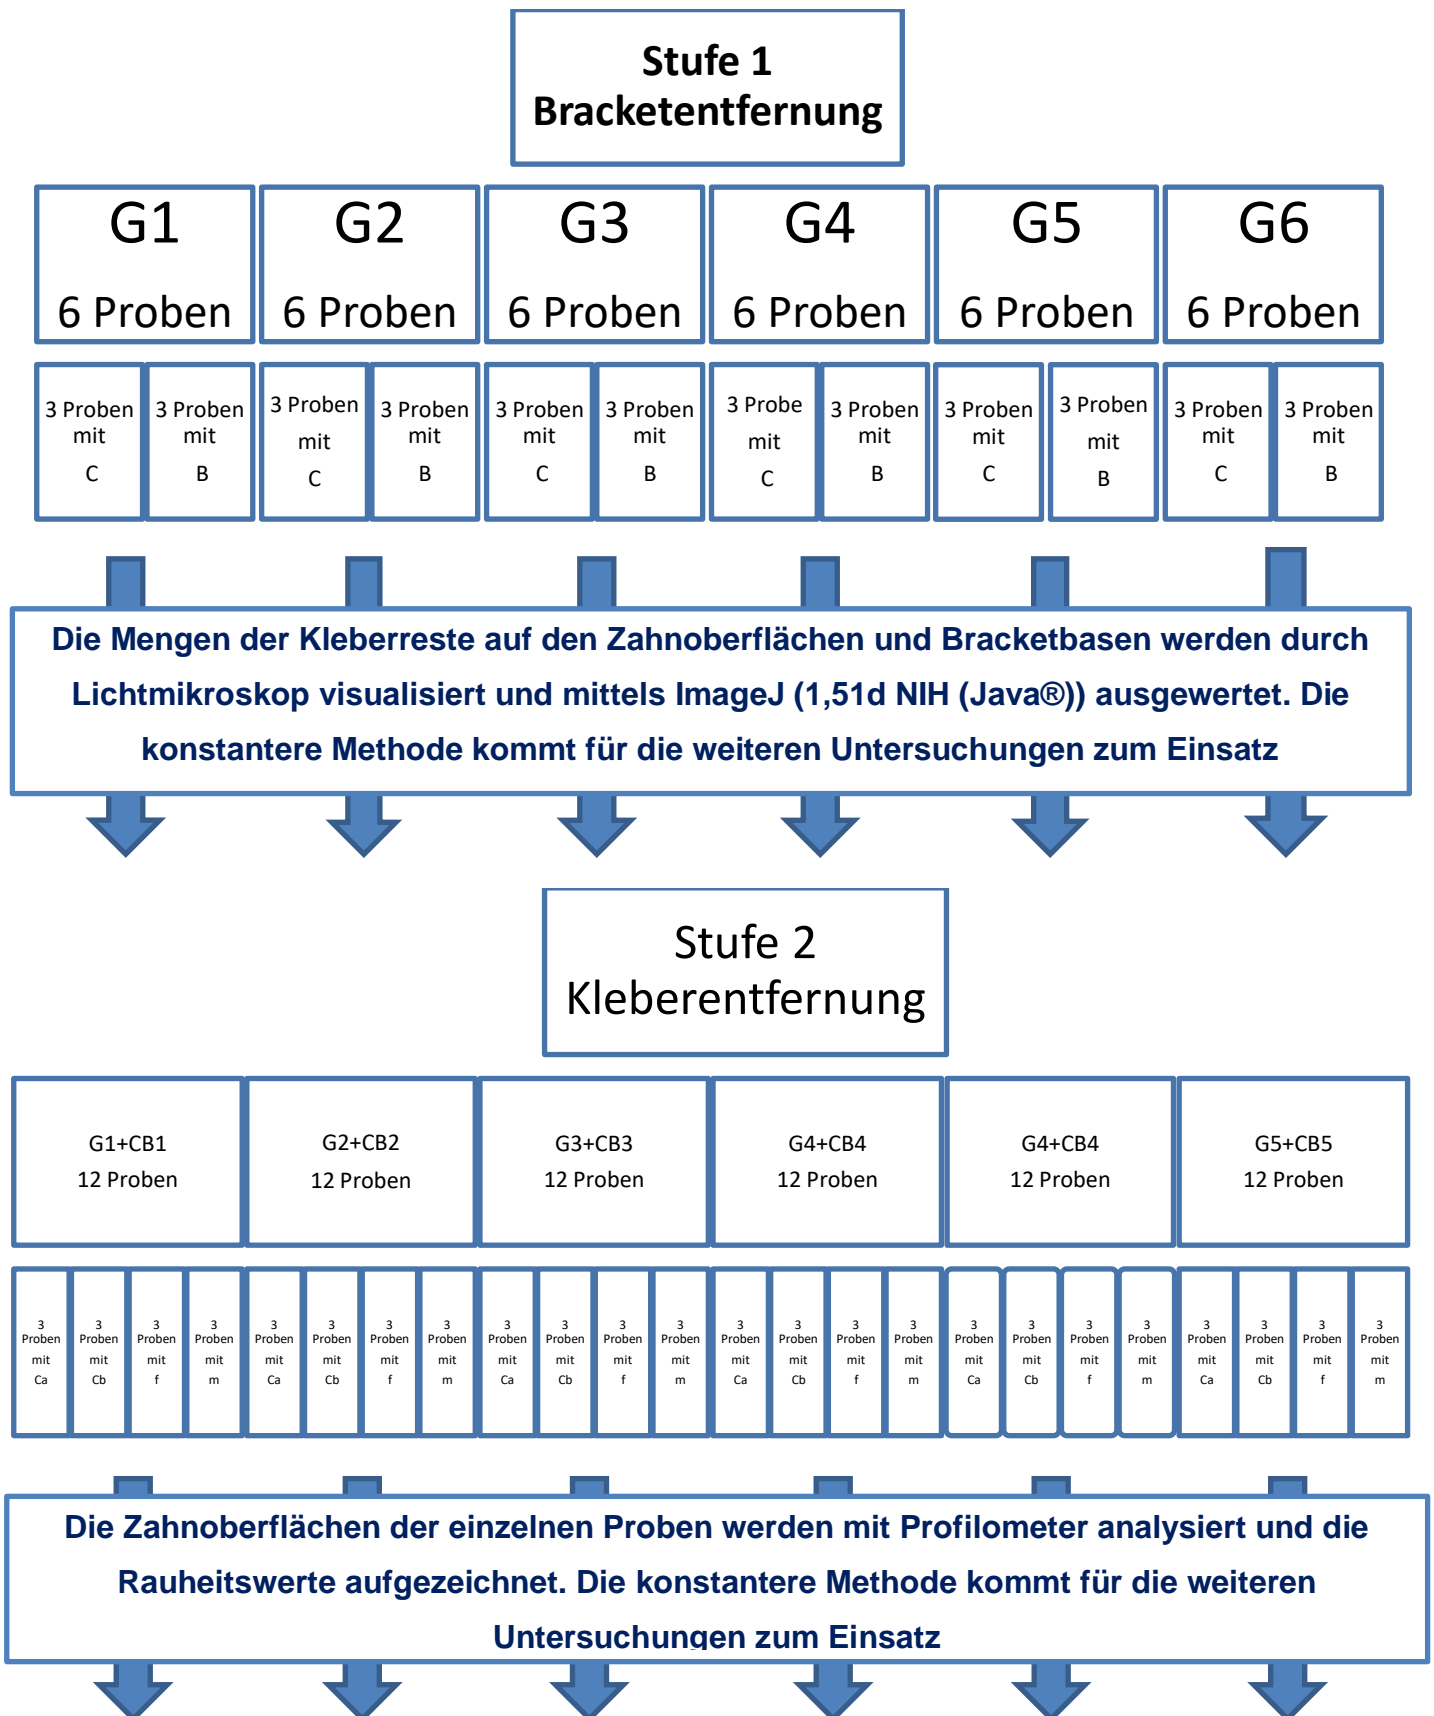 Stufe 1
Bracketentfernung
G1
6 Proben
G2
6 Proben
G3
6 Proben
G4
6 Proben
G5
6 Proben
G6
6 Proben
3 Proben
mit
C
3 Proben
mit
B
3 Proben
mit
C
3 Proben
mit
B
3 Proben
mit
C
3 Proben
mit
B
3 Probe
mit
C
3 Proben
mit
B
3 Proben
mit
C
3 Proben
mit
B
3 Proben
mit
C
3 Proben
mit
B
Die Mengen der Kleberreste auf den Zahnoberflächen und Bracketbasen werden durch
Lichtmikroskop visualisiert und mittels ImageJ (1,51d NIH (Java®)) ausgewertet. Die
konstantere Methode kommt für die weiteren Untersuchungen zum Einsatz
Stufe 2
Kleberentfernung
G1+CB1
12 Proben
G2+CB2
12 Proben
G3+CB3
12 Proben
G4+CB4
12 Proben
G4+CB4
12 Proben
G5+CB5
12 Proben
3
Proben
mit
Ca
3
Proben
mit
Cb
3
Proben
mit
f
3
Proben
mit
m
3
Proben
mit
Ca
3
Proben
mit
Cb
3
Proben
mit
f
3
Proben
mit
m
3
Proben
mit
Ca
3
Proben
mit
Cb
3
Proben
mit
f
3
Proben
mit
m
3
Proben
mit
Ca
3
Proben
mit
Cb
3
Proben
mit
f
3
Proben
mit
m
3
Proben
mit
Ca
3
Proben
mit
Cb
3
Proben
mit
f
3
Proben
mit
m
3
Proben
mit
Ca
3
Proben
mit
Cb
3
Proben
mit
f
3
Proben
mit
m
Die Zahnoberflächen der einzelnen Proben werden mit Profilometer analysiert und die
Rauheitswerte aufgezeichnet. Die konstantere Methode kommt für die weiteren
Untersuchungen zum Einsatz